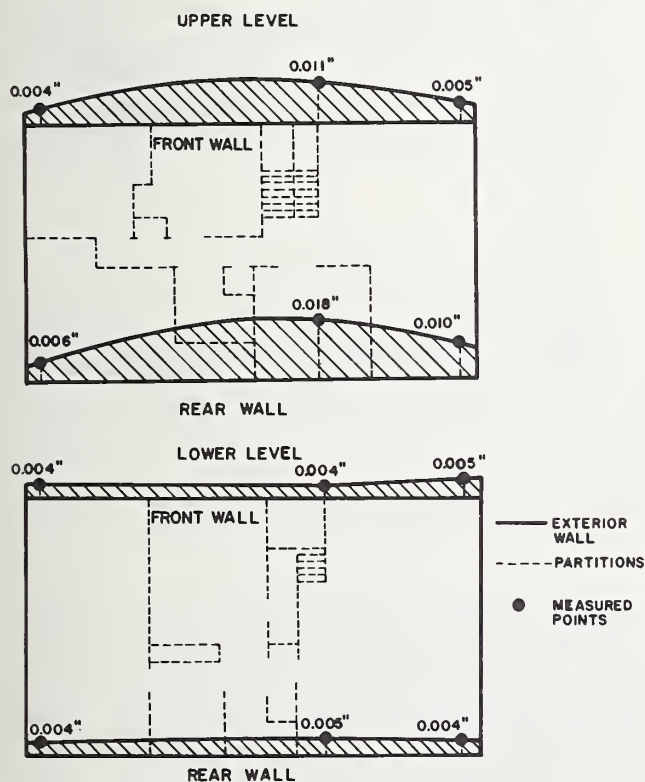 UPPER LEVEL
0.004"
0.011"
0.005"
FRONT WALL
0.006"
0.018"
0.010"
REAR WALL
LOWER LEVEL
0.004"
0.004"
0.005"
FRONT WALL
EXTERIOR
WALL
PARTITIONS
MEASURED
POINTS
0.004"
0.005"
0.004"
REAR WALL